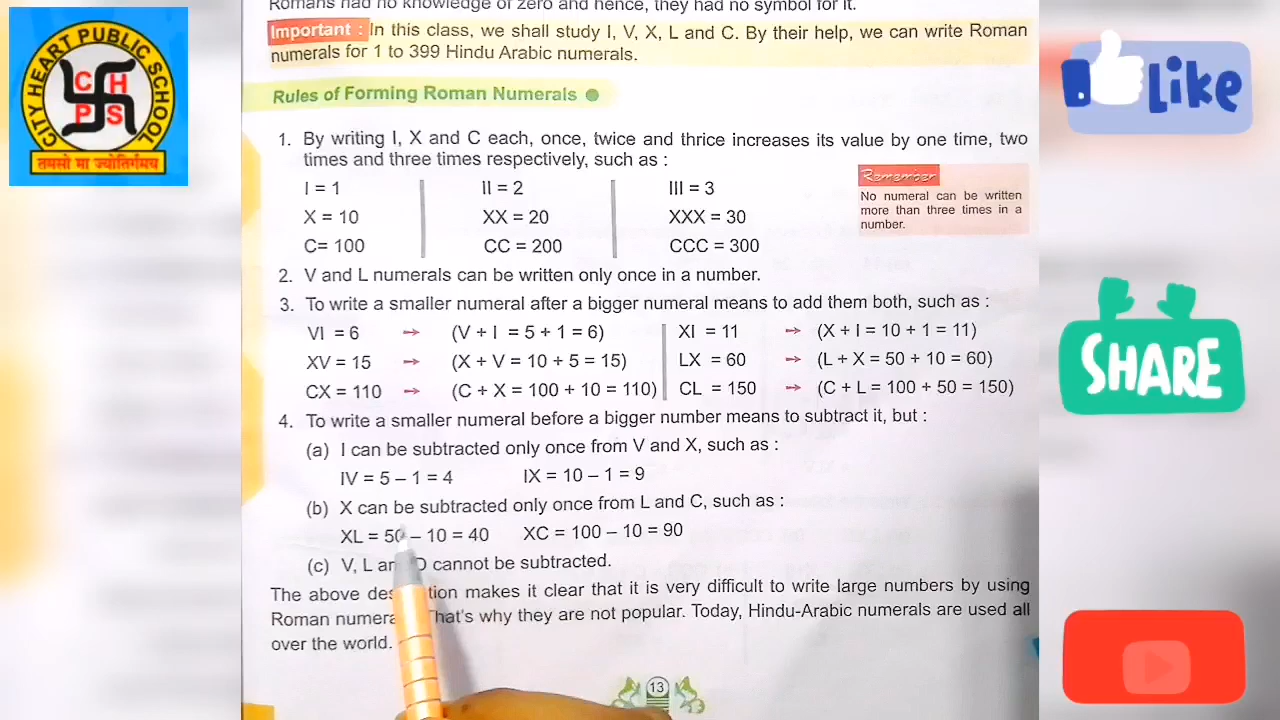 CITY HEART PUBLIC SCHOOL
C H
P S
तमसो मा ज्योतिर्गमय
Romans had no knowledge of zero and hence, they had no symbol for it.
Important : In this class, we shall study I, V, X, L and C. By their help, we can write Roman
numerals for 1 to 399 Hindu Arabic numerals.
Rules of Forming Roman Numerals
1. By writing I, X and C each, once, twice and thrice increases its value by one time, two
times and three times respectively, such as :
I = 1 II = 2 III = 3
X = 10 XX = 20 XXX = 30
C= 100 CC = 200 CCC = 300
Remember
No numeral can be written
more than three times in a
number.
2. V and L numerals can be written only once in a number.
3. To write a smaller numeral after a bigger numeral means to add them both, such as :
VI = 6 ➻ (V + I = 5 + 1 = 6) XI = 11 ➻ (X + I = 10 + 1 = 11)
XV = 15 ➻ (X + V = 10 + 5 = 15) LX = 60 ➻ (L + X = 50 + 10 = 60)
CX = 110 ➻ (C + X = 100 + 10 = 110) CL = 150 ➻ (C + L = 100 + 50 = 150)
4. To write a smaller numeral before a bigger number means to subtract it, but :
(a) I can be subtracted only once from V and X, such as :
IV = 5 – 1 = 4 IX = 10 – 1 = 9
(b) X can be subtracted only once from L and C, such as :
XL = 50 – 10 = 40 XC = 100 – 10 = 90
(c) V, L an cannot be subtracted.
The above des tion makes it clear that it is very difficult to write large numbers by using
Roman numera hat's why they are not popular. Today, Hindu-Arabic numerals are used all
over the world.
13
Like
SHARE